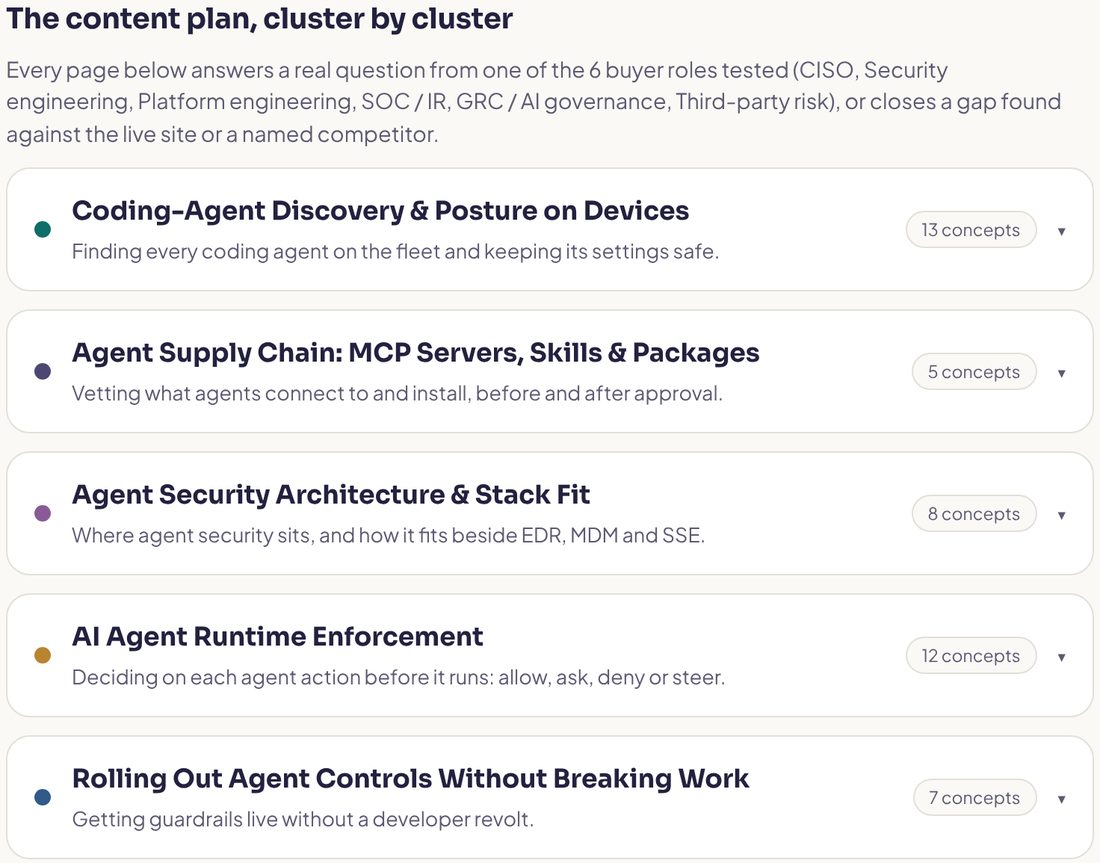 The content plan, cluster by cluster
Every page below answers a real question from one of the 6 buyer roles tested (CISO, Security
engineering, Platform engineering, SOC / IR, GRC / AI governance, Third-party risk), or closes a gap found
against the live site or a named competitor.
Coding-Agent Discovery & Posture on Devices
Finding every coding agent on the fleet and keeping its settings safe.
13 concepts
Agent Supply Chain: MCP Servers, Skills & Packages
Vetting what agents connect to and install, before and after approval.
5 concepts
Agent Security Architecture & Stack Fit
Where agent security sits, and how it fits beside EDR, MDM and SSE.
8 concepts
AI Agent Runtime Enforcement
Deciding on each agent action before it runs: allow, ask, deny or steer.
12 concepts
Rolling Out Agent Controls Without Breaking Work
Getting guardrails live without a developer revolt.
7 concepts